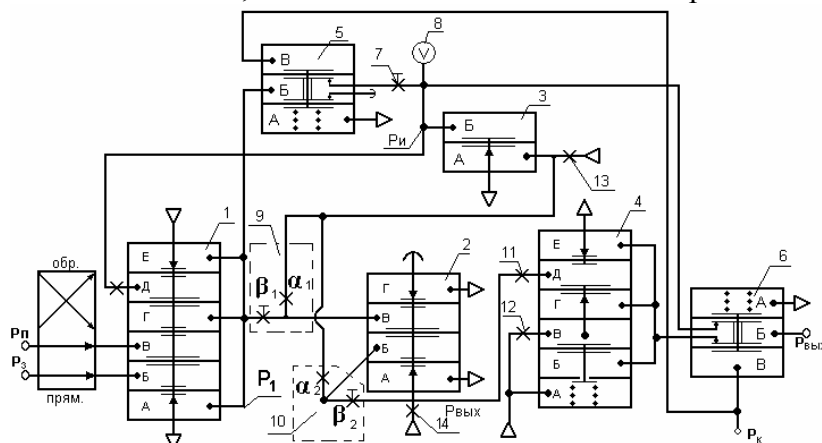 5
8
V
7
3
В
Б
А
Б
А
Ри
13
4
9
1
обр.
Е
Д
Г
В
Б
А
β1
α1
2
Г
В
Б
А
11
12
Е
Д
Г
В
Б
А
6
А
Б
В
Рп
Рз
прям.
Р1
α2
β2
10
Рвых
14
Рвых
Рк